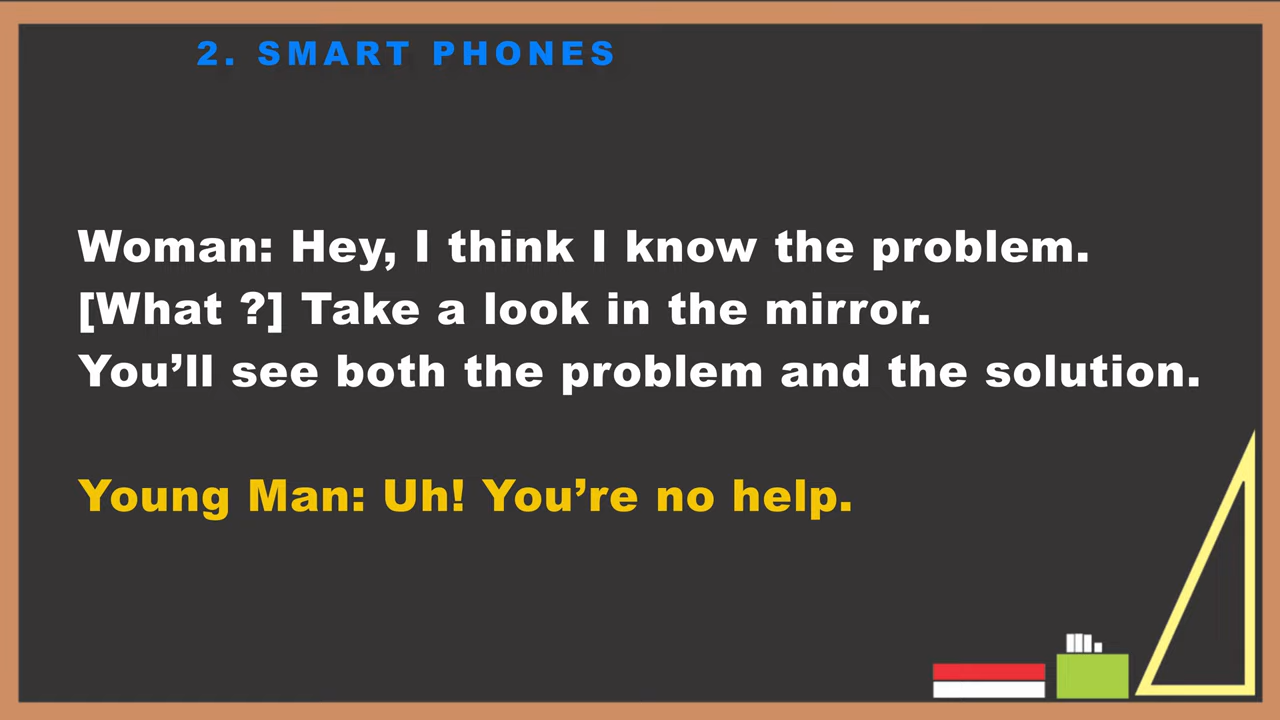 2. SMART PHONES
Woman: Hey, I think I know the problem.
[What ?] Take a look in the mirror.
You’ll see both the problem and the solution.
Young Man: Uh! You’re no help.